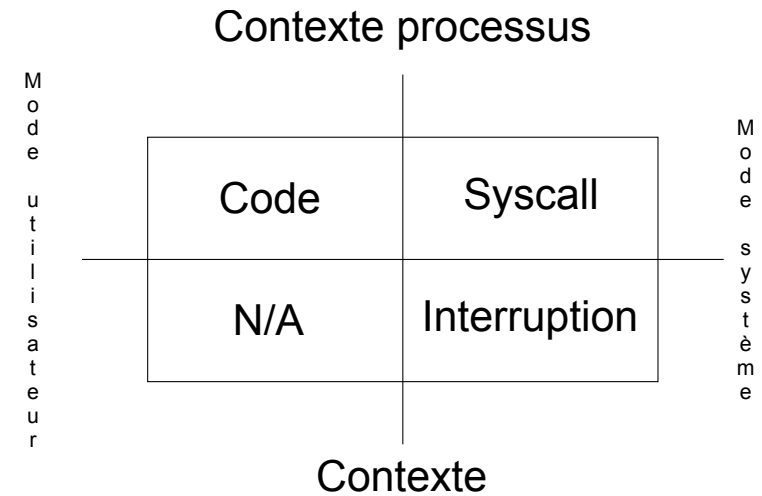 Contexte processus
Mode utilisateur
Mode système
Code
Syscall
N/A
Interruption
Contexte